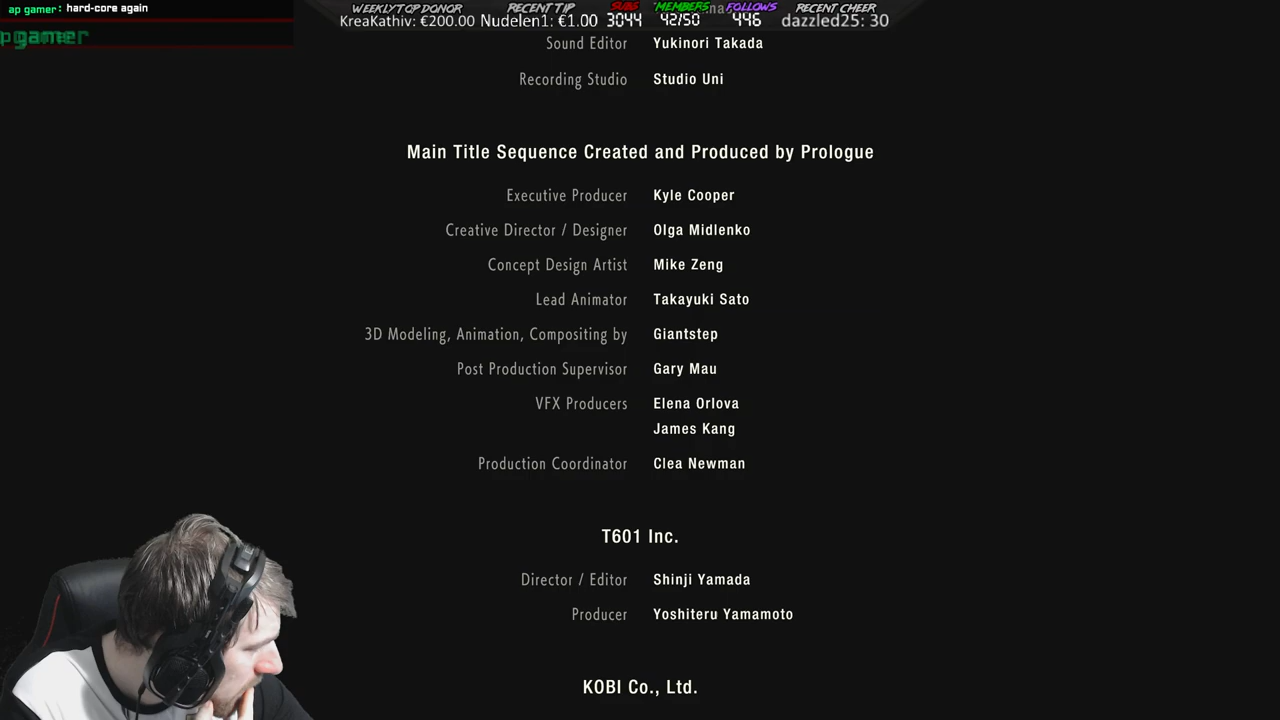 ap gamer: hard-core again
p gamer
WEEKLY TOP DONOR RECENT TIP SUBS MEMBERS FOLLOWS RECENT CHEER
KreaKathiv: €200.00 Nudelen1: €1.00 3044 42/50 446 dazzled25: 30
Sound Editor Yukinori Takada
Recording Studio Studio Uni
Main Title Sequence Created and Produced by Prologue
Executive Producer Kyle Cooper
Creative Director / Designer Olga Midlenko
Concept Design Artist Mike Zeng
Lead Animator Takayuki Sato
3D Modeling, Animation, Compositing by Giantstep
Post Production Supervisor Gary Mau
VFX Producers Elena Orlova
James Kang
Production Coordinator Clea Newman
T601 Inc.
Director / Editor Shinji Yamada
Producer Yoshiteru Yamamoto
KOBI Co., Ltd.